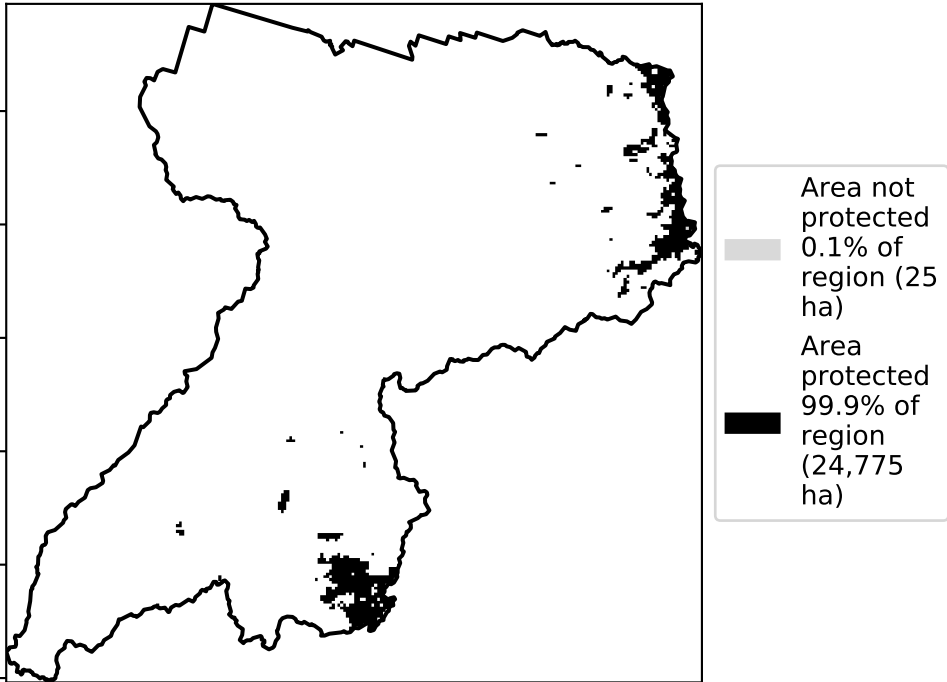 Area not
protected
0.1% of
region (25
ha)
Area
protected
99.9% of
region
(24,775
ha)